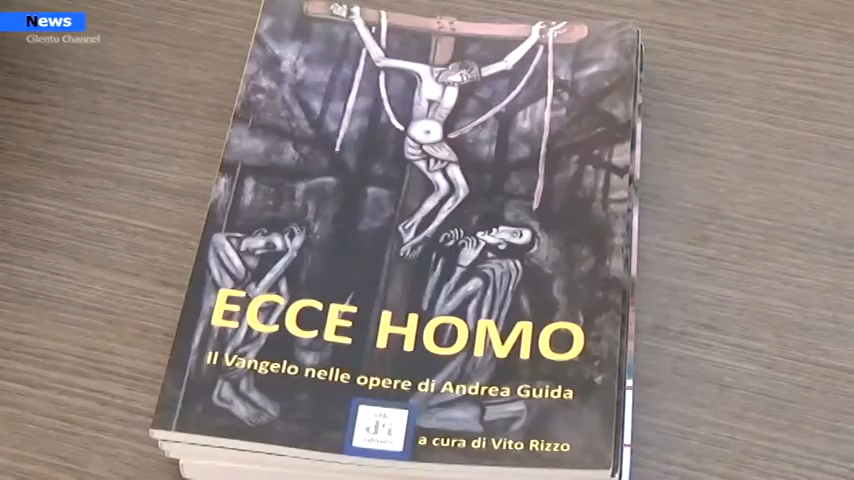 News
Cilento Channel
ECCE HOMO
Il Vangelo nelle opere di Andrea Guida
a cura di Vito Rizzo